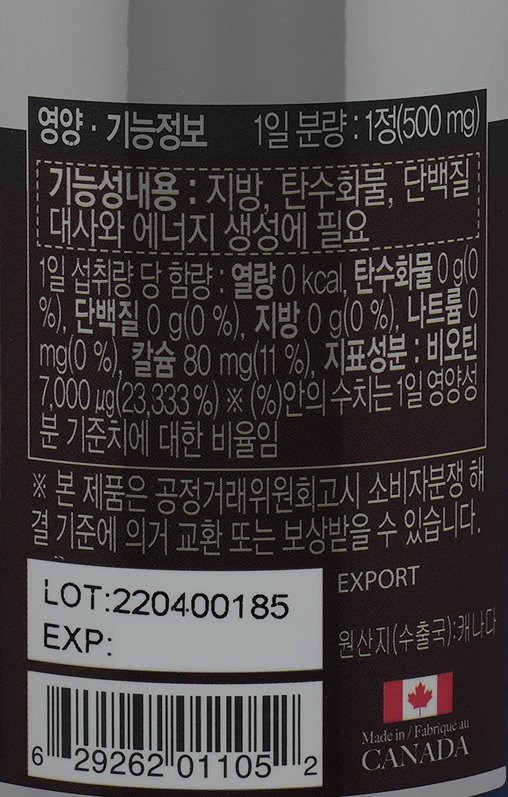 영양 · 기능정보 1일 분량 : 1정(500 mg)
기능성내용 : 지방, 탄수화물, 단백질
대사와 에너지 생성에 필요
1일 섭취량 당 함량 : 열량 0 kcal, 탄수화물 0 g(0
%), 단백질 0 g(0 %), 지방 0 g(0 %), 나트륨 0
mg(0 %), 칼슘 80 mg(11 %), 지표성분 : 비오틴
7,000 μg(23,333 %) ※ (%)안의 수치는 1일 영양성
분 기준치에 대한 비율임
※ 본 제품은 공정거래위원회고시 소비자분쟁 해
결 기준에 의거 교환 또는 보상받을 수 있습니다.
LOT:220400185
EXP:
EXPORT
원산지(수출국):캐나다
6 29262 01105 2
Made in / Fabriqué au
CANADA